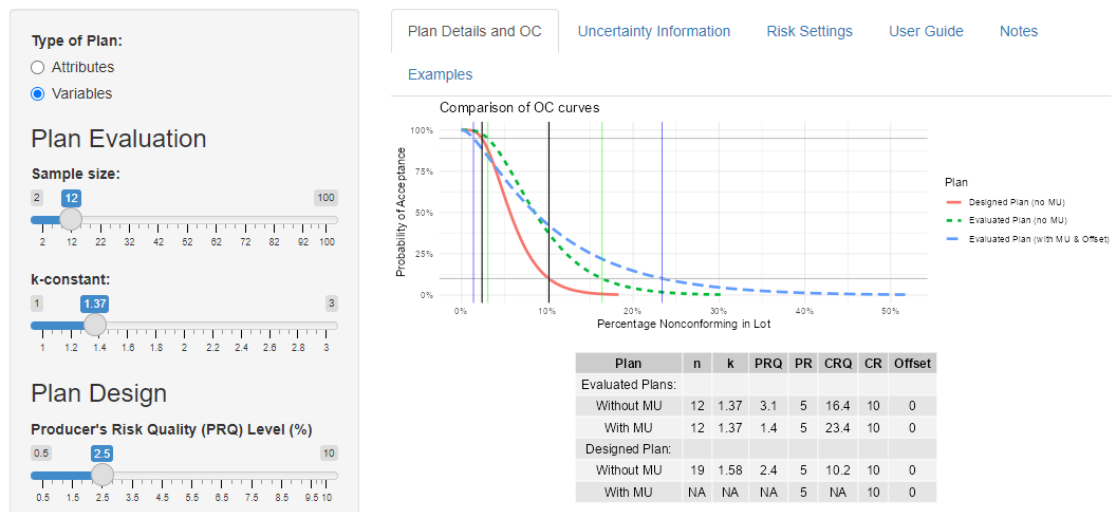 Type of Plan:
Attributes
Variables
Plan Evaluation
Sample size:
2 12 100
2 12 22 32 42 52 62 72 82 92 100
k-constant:
1 1.37 3
1 1.2 1.4 1.6 1.8 2 2.2 2.4 2.6 2.8 3
Plan Design
Producer's Risk Quality (PRQ) Level (%)
0.5 2.5 10
0.5 1.5 2.5 3.5 4.5 5.5 6.5 7.5 8.5 9.5 10
Plan Details and OC Uncertainty Information Risk Settings User Guide Notes
Examples
Comparison of OC curves
Probability of Acceptance
100%
75%
50%
25%
0%
0% 10% 20% 30% 40% 50%
Percentage Nonconforming in Lot
Plan
Designed Plan (no MU)
Evaluated Plan (no MU)
Evaluated Plan (with MU & Offset)
Plan n k PRQ PR CRQ CR Offset
Evaluated Plans:
Without MU 12 1.37 3.1 5 16.4 10 0
With MU 12 1.37 1.4 5 23.4 10 0
Designed Plan:
Without MU 19 1.58 2.4 5 10.2 10 0
With MU NA NA NA 5 NA 10 0